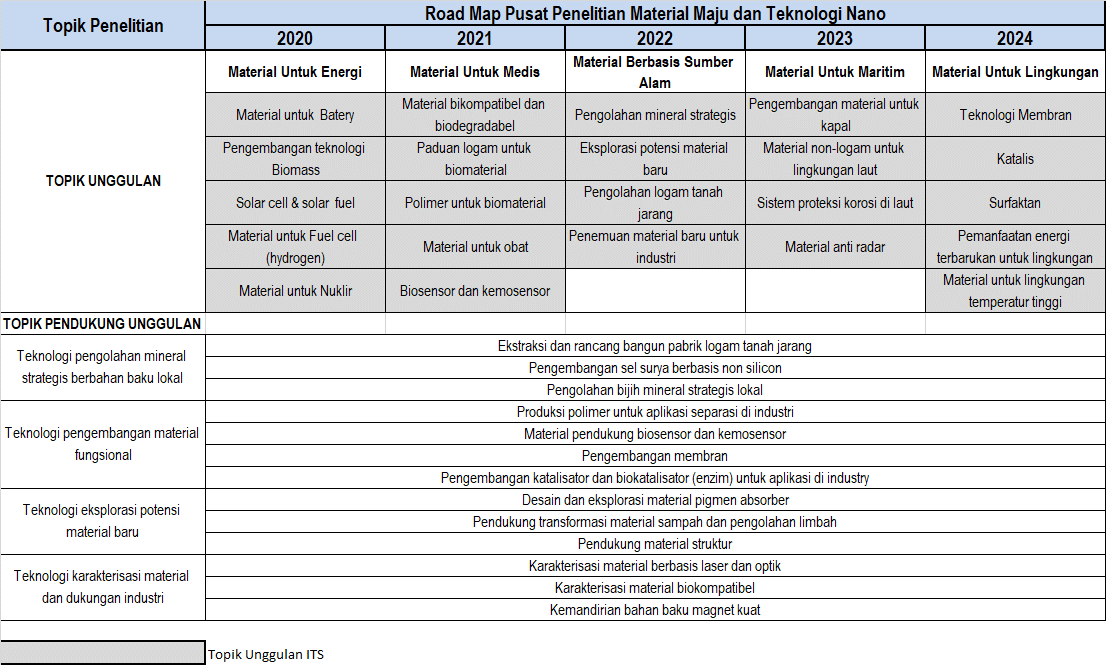 Topik Penelitian
Road Map Pusat Penelitian Material Maju dan Teknologi Nano
2020
2021
2022
2023
2024
TOPIK UNGGULAN
Material Untuk Energi
Material Untuk Medis
Material Berbasis Sumber
Alam
Material Untuk Maritim
Material Untuk Lingkungan
Material untuk Batery
Material bikompatibel dan
biodegradabel
Pengolahan mineral strategis
Pengembangan material untuk
kapal
Teknologi Membran
Pengembangan teknologi
Biomass
Paduan logam untuk
biomaterial
Eksplorasi potensi material
baru
Material non-logam untuk
lingkungan laut
Katalis
Solar cell & solar fuel
Polimer untuk biomaterial
Pengolahan logam tanah
jarang
Sistem proteksi korosi di laut
Surfaktan
Material untuk Fuel cell
(hydrogen)
Material untuk obat
Penemuan material baru untuk
industri
Material anti radar
Pemanfaatan energi
terbarukan untuk lingkungan
Material untuk Nuklir
Biosensor dan kemosensor
Material untuk lingkungan
temperatur tinggi
TOPIK PENDUKUNG UNGGULAN
Teknologi pengolahan mineral
strategis berbahan baku lokal
Ekstraksi dan rancang bangun pabrik logam tanah jarang
Pengembangan sel surya berbasis non silicon
Pengolahan bijih mineral strategis lokal
Teknologi pengembangan material
fungsional
Produksi polimer untuk aplikasi separasi di industri
Material pendukung biosensor dan kemosensor
Pengembangan membran
Pengembangan katalisator dan biokatalisator (enzim) untuk aplikasi di industry
Teknologi eksplorasi potensi
material baru
Desain dan eksplorasi material pigmen absorber
Pendukung transformasi material sampah dan pengolahan limbah
Pendukung material struktur
Teknologi karakterisasi material
dan dukungan industri
Karakterisasi material berbasis laser dan optik
Karakterisasi material biokompatibel
Kemandirian bahan baku magnet kuat
Topik Unggulan ITS